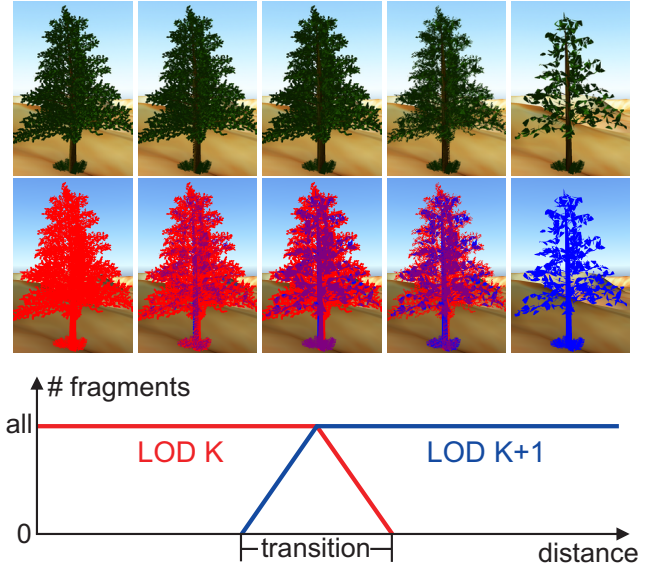 # fragments
all
LOD K
LOD K+1
0
transition
distance